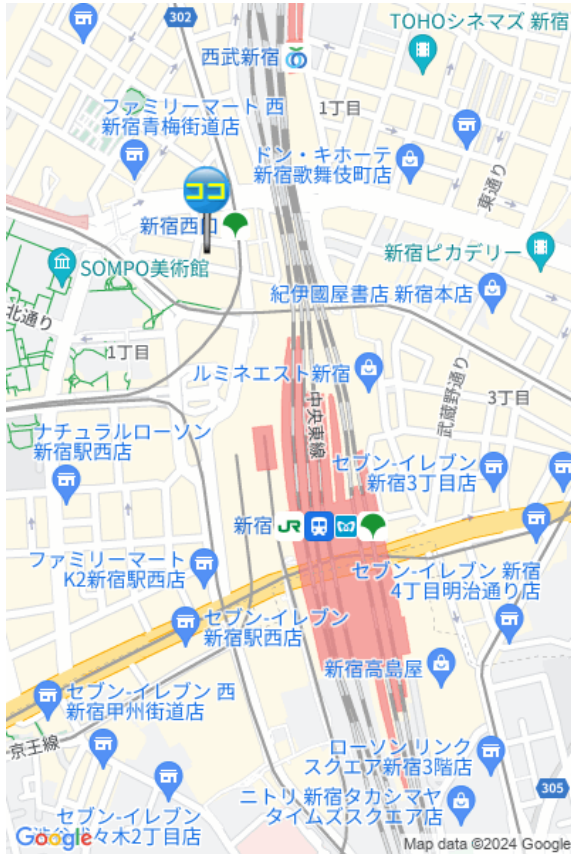 302
TOHOシネマズ 新宿
西武新宿
ファミリーマート 西
新宿青梅街道店
1丁目
ドン・キホーテ
新宿歌舞伎町店
東通り
ココ
新宿西口
SOMPO美術館
新宿ピカデリー
紀伊國屋書店 新宿本店
北通り
1丁目
ルミネエスト新宿
武蔵野通り
3丁目
中央東線
ナチュラルローソン
新宿駅西店
セブン-イレブン
新宿3丁目店
新宿 JR
ファミリーマート
K2新宿駅西店
セブン-イレブン 新宿
4丁目明治通り店
セブン-イレブン
新宿駅西店
新宿高島屋
セブン-イレブン 西
新宿甲州街道店
京王線
ローソン リンク
スクエア新宿3階店
305
ニトリ 新宿タカシマヤ
タイムズスクエア店
セブン-イレブン
々木2丁目店
Google
Map data ©2024 Google